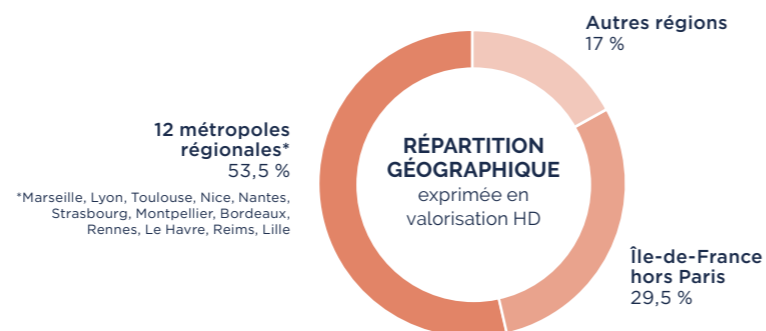 Autres régions
17 %
12 métropoles
régionales*
53,5 %
*Marseille, Lyon, Toulouse, Nice, Nantes,
Strasbourg, Montpellier, Bordeaux,
Rennes, Le Havre, Reims, Lille
RÉPARTITION
GÉOGRAPHIQUE
exprimée en
valorisation HD
Île-de-France
hors Paris
29,5 %